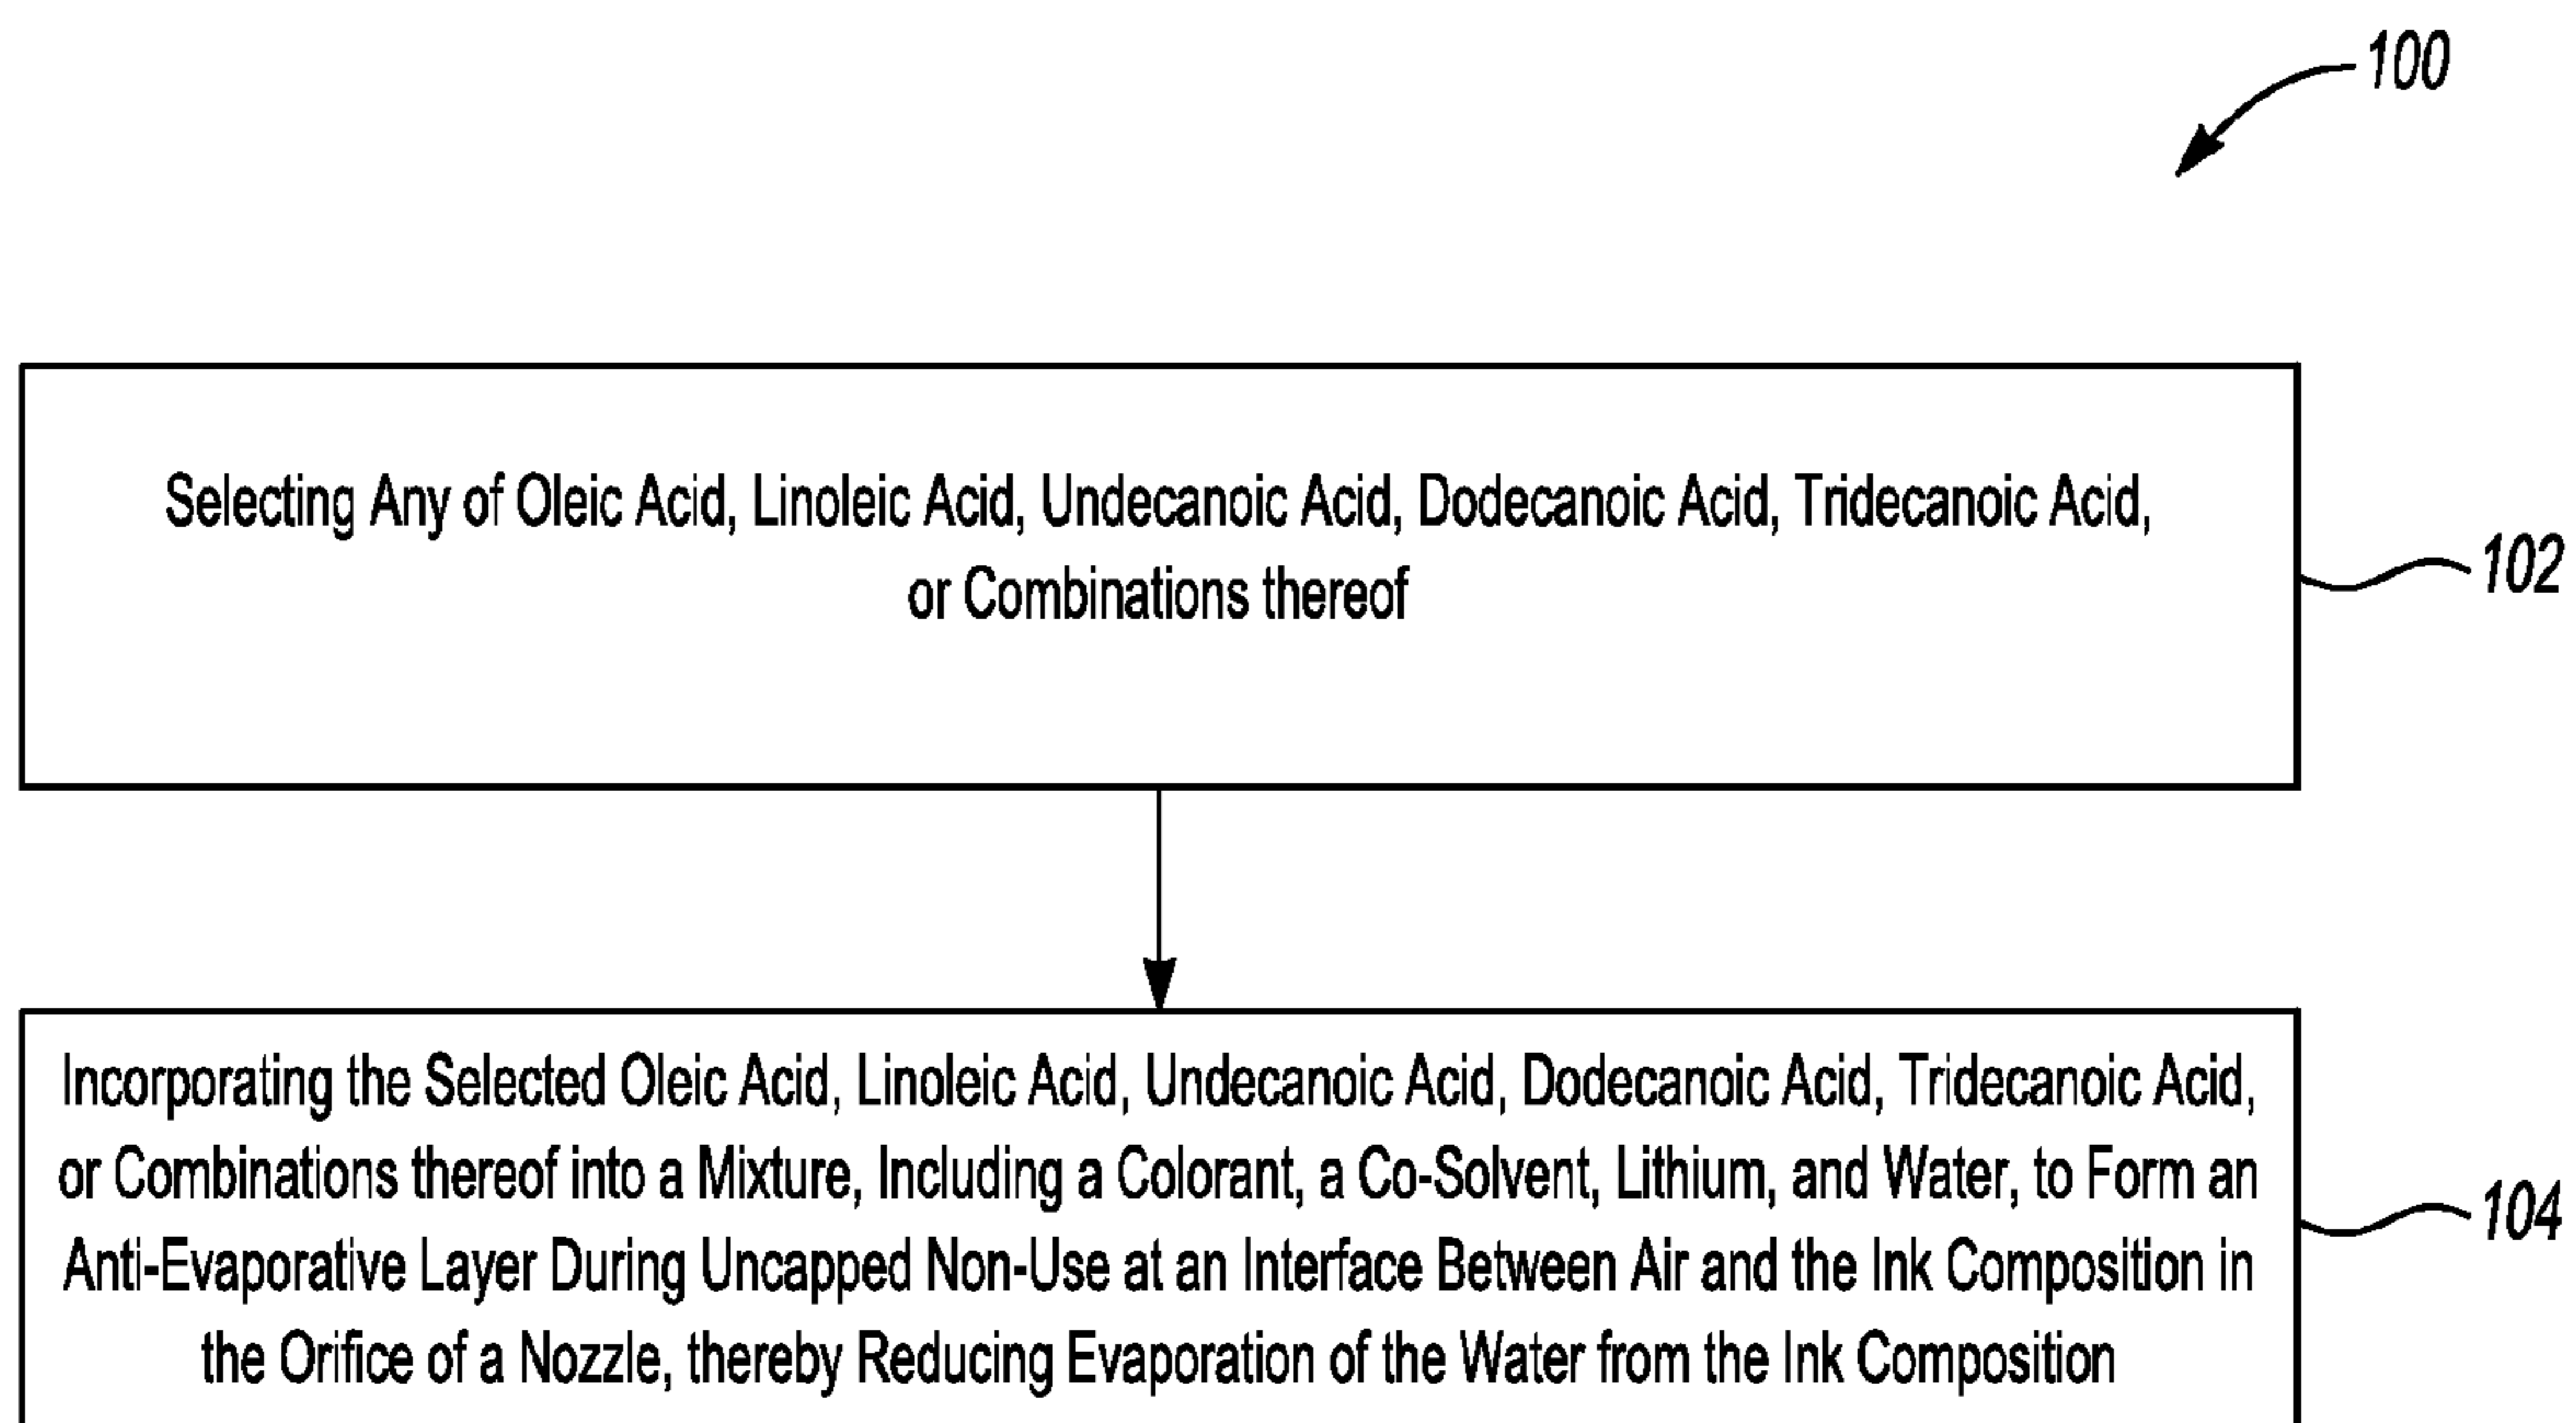 100
Selecting Any of Oleic Acid, Linoleic Acid, Undecanoic Acid, Dodecanoic Acid, Tridecanoic Acid,
or Combinations thereof
102
Incorporating the Selected Oleic Acid, Linoleic Acid, Undecanoic Acid, Dodecanoic Acid, Tridecanoic Acid,
or Combinations thereof into a Mixture, Including a Colorant, a Co-Solvent, Lithium, and Water, to Form an
Anti-Evaporative Layer During Uncapped Non-Use at an Interface Between Air and the Ink Composition in
the Orifice of a Nozzle, thereby Reducing Evaporation of the Water from the Ink Composition
104